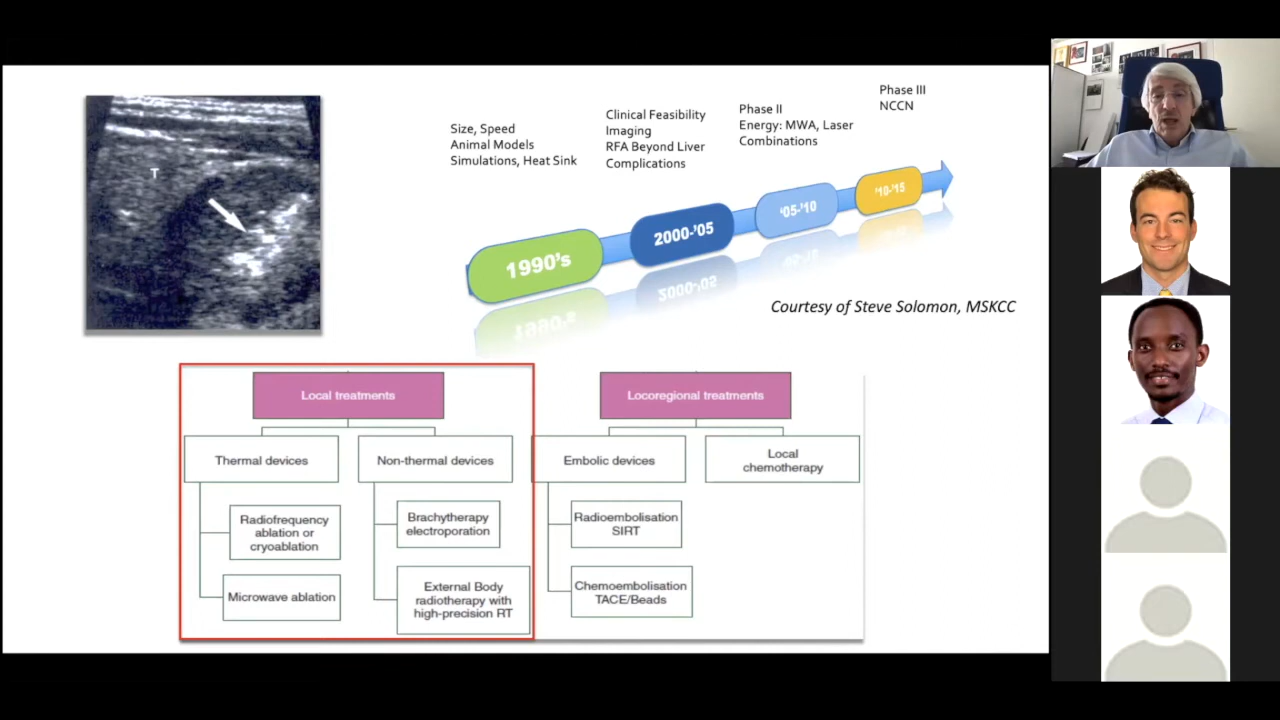 T
Size, Speed
Animal Models
Simulations, Heat Sink
Clinical Feasibility
Imaging
RFA Beyond Liver
Complications
Phase II
Energy: MWA, Laser
Combinations
Phase III
NCCN
1990's
2000-'05
'05-'10
'10-'15
Courtesy of Steve Solomon, MSKCC
Local treatments
Thermal devices
Non-thermal devices
Radiofrequency
ablation or
cryoablation
Microwave ablation
Brachytherapy
electroporation
External Body
radiotherapy with
high-precision RT
Locoregional treatments
Embolic devices
Local
chemotherapy
Radioembolisation
SIRT
Chemoembolisation
TACE/Beads